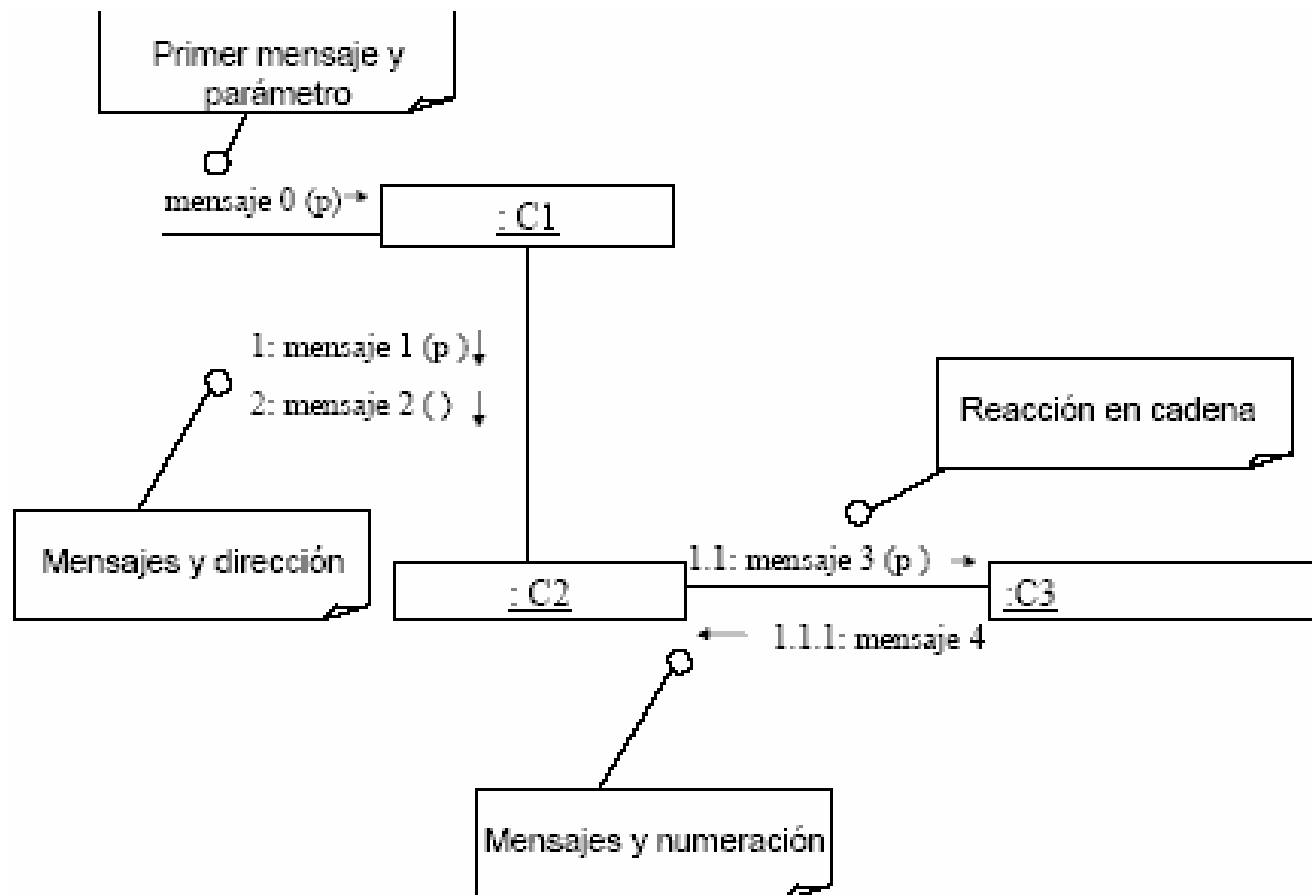 Primer mensaje y
parámetro
mensaje 0 (p)
: C1
1: mensaje 1 (p )
2: mensaje 2 ( )
Reacción en cadena
Mensajes y dirección
1.1: mensaje 3 (p )
: C2
:C3
1.1.1: mensaje 4
Mensajes y numeración